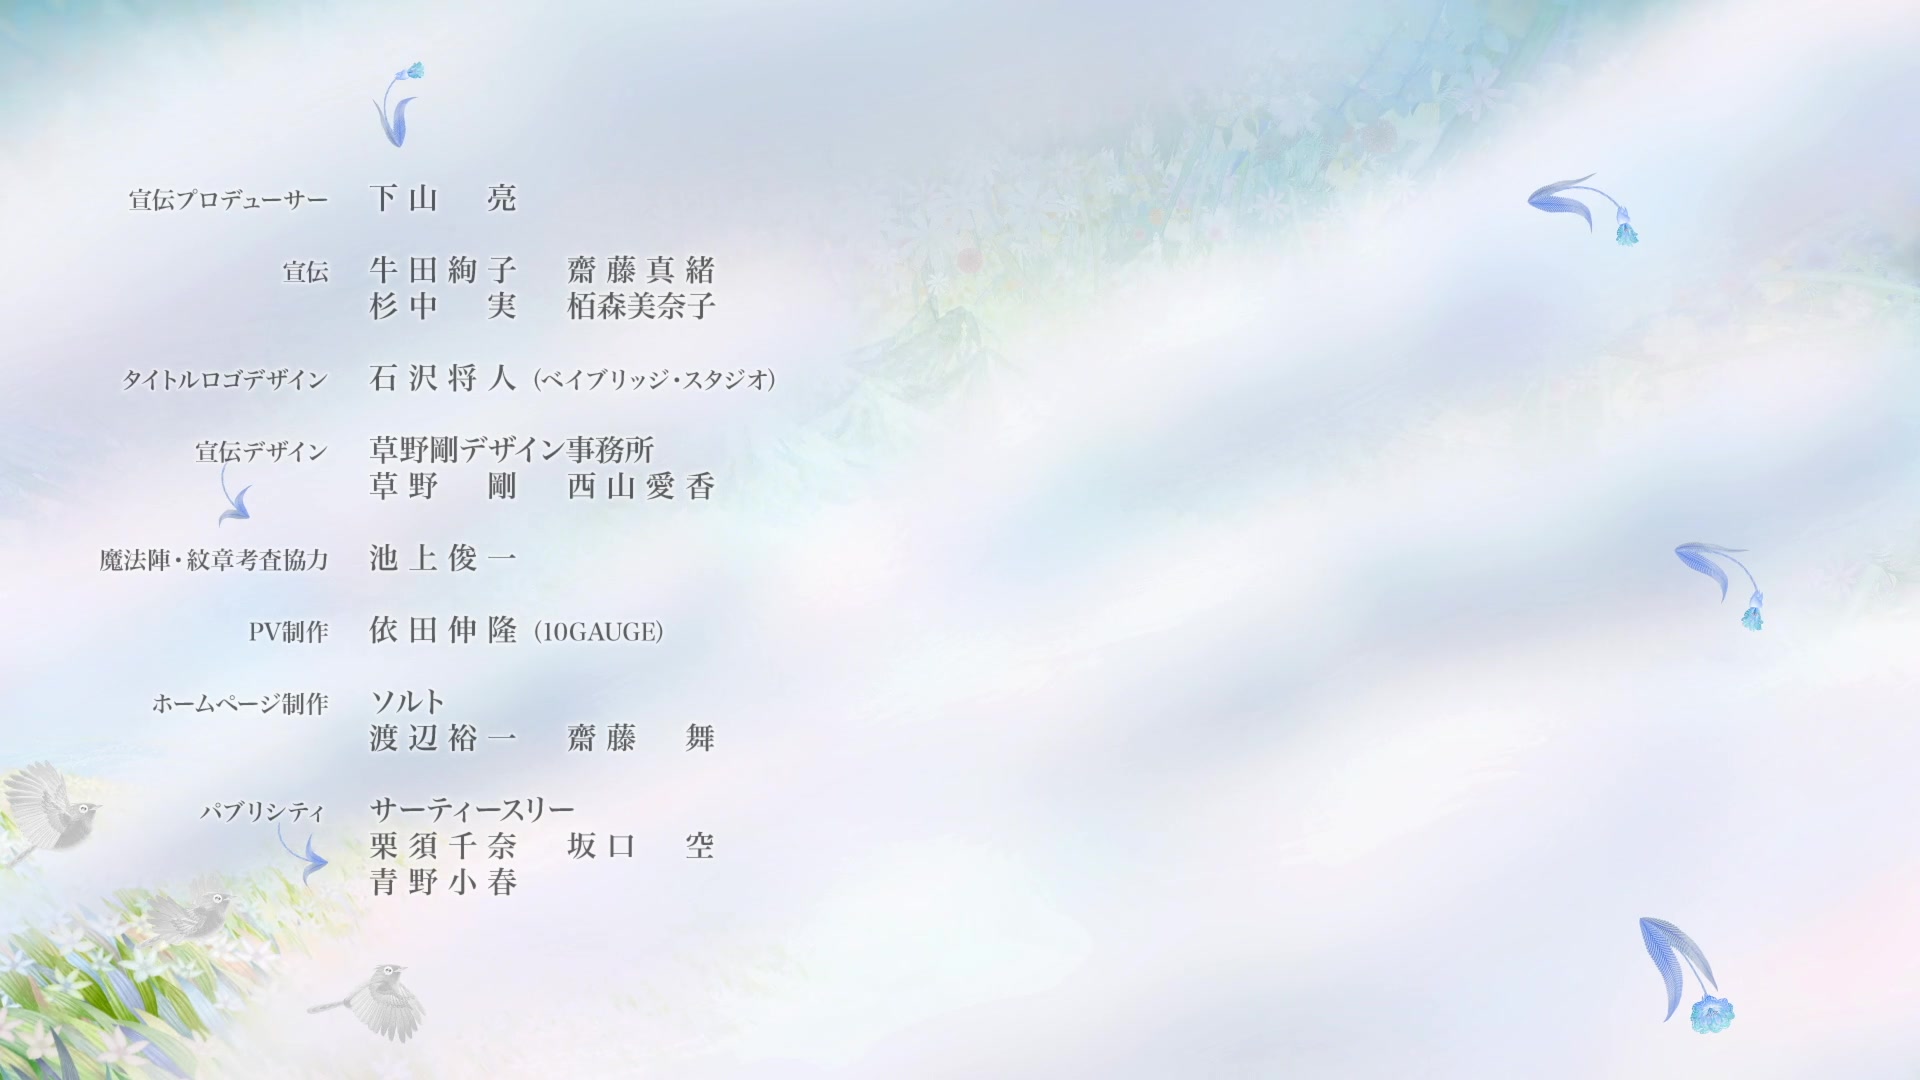 宣伝プロデューサー 下山 亮
宣伝 牛田絢子 齋藤真緒
杉中 実 栢森美奈子
タイトルロゴデザイン 石沢将人 (ベイブリッジ・スタジオ)
宣伝デザイン 草野剛デザイン事務所
草野 剛 西山愛香
魔法陣・紋章考査協力 池上俊一
PV制作 依田伸隆 (10GAUGE)
ホームページ制作 ソルト
渡辺裕一 齋藤 舞
パブリシティ サーティースリー
栗須千奈 坂口 空
青野小春